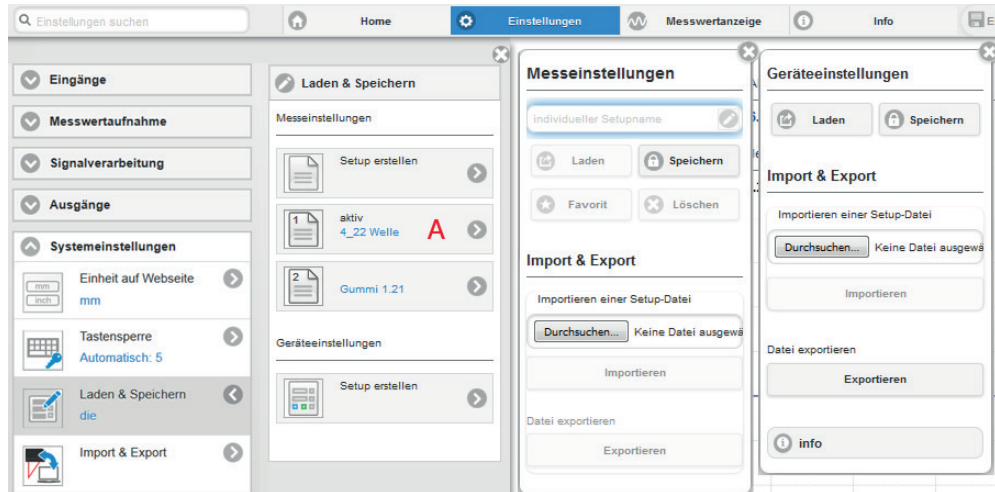 Einstellungen suchen
Home
Einstellungen
Messwertanzeige
Info
E
Eingänge
Messwertaufnahme
Signalverarbeitung
Ausgänge
Systemeinstellungen
mm
inch
Einheit auf Webseite
mm
Tastensperre
Automatisch: 5
Laden & Speichern
die
Import & Export
Laden & Speichern
Messeinstellungen
Setup erstellen
1
aktiv
4_22 Welle
A
2
Gummi 1.21
Geräteeinstellungen
Setup erstellen
Messeinstellungen
individueller Setupname
Laden
Speichern
Favorit
Löschen
Import & Export
Importieren einer Setup-Datei
Durchsuchen... Keine Datei ausgewä
Importieren
Datei exportieren
Exportieren
Geräteeinstellungen
Laden
Speichern
Import & Export
Importieren einer Setup-Datei
Durchsuchen... Keine Datei ausgewä
Importieren
Datei exportieren
Exportieren
info